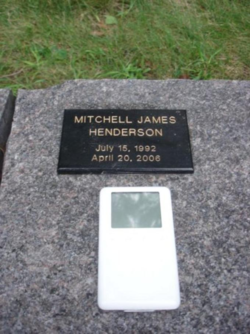 MITCHELL JAMES
HENDERSON
July 15, 1992
April 20, 2006